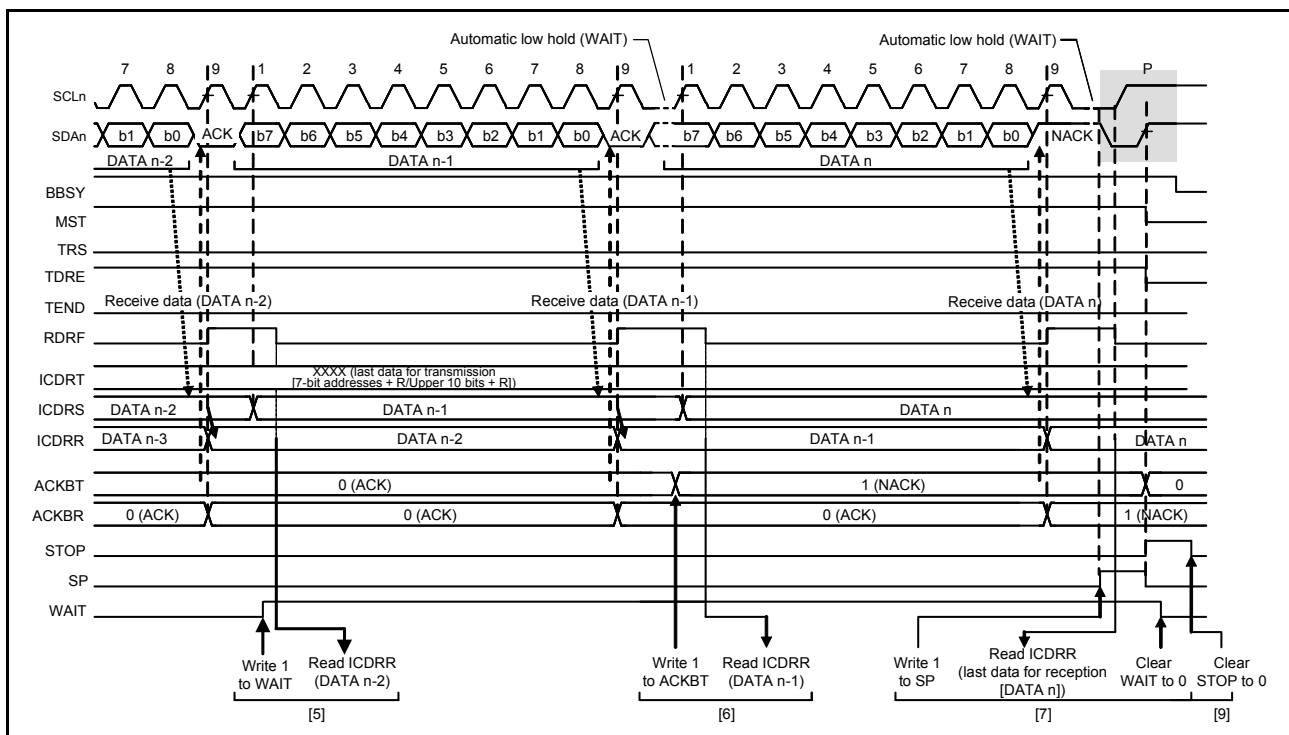 Automatic low hold (WAIT)
Automatic low hold (WAIT)
7 8 9 1 2 3 4 5 6 7 8 9 1 2 3 4 5 6 7 8 9 P
SCLn
SDAn b1 b0 ACK b7 b6 b5 b4 b3 b2 b1 b0 ACK b7 b6 b5 b4 b3 b2 b1 b0 NACK
DATA n-2 DATA n-1 DATA n
BBSY
MST
TRS
TDRE
Receive data (DATA n-2) Receive data (DATA n-1) Receive data (DATA n)
TEND
RDRF
XXXX (last data for transmission
[7-bit addresses + R/Upper 10 bits + R])
ICDRT
ICDRS DATA n-2 DATA n-1 DATA n
ICDRR DATA n-3 DATA n-2 DATA n-1 DATA n
ACKBT 0 (ACK) 1 (NACK) 0
ACKBR 0 (ACK) 0 (ACK) 0 (ACK) 1 (NACK)
STOP
SP
WAIT
Write 1
to WAIT
Read ICDRR
(DATA n-2)
[5]
Write 1
to ACKBT
Read ICDRR
(DATA n-1)
[6]
Write 1
to SP
Read ICDRR
(last data for reception
[DATA n])
Clear
WAIT to 0
[7]
Clear
STOP to 0
[9]